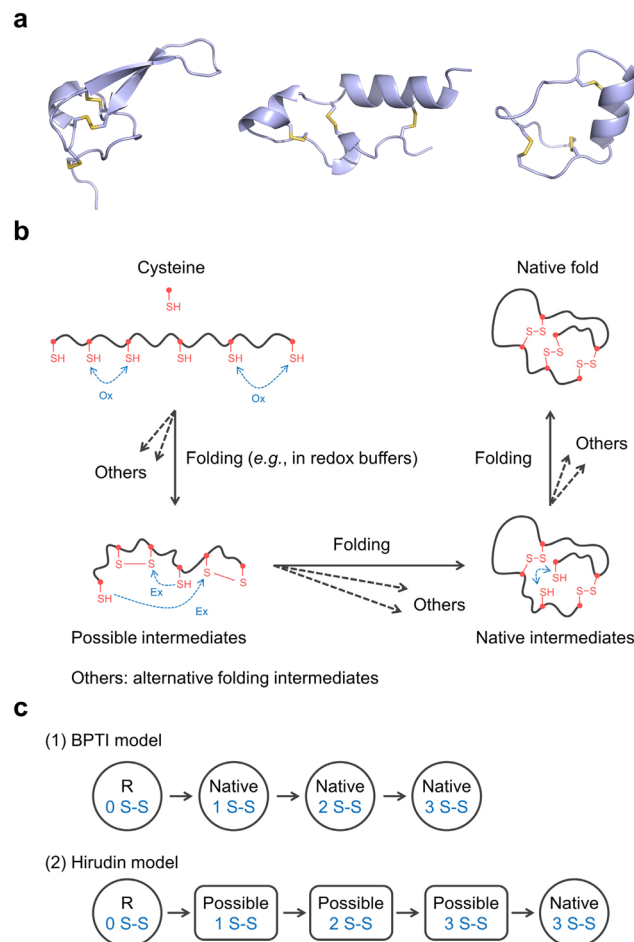 a
b
Cysteine
Native fold
SH
SH SH SH SH SH SH
Ox Ox
S-S
S-S
S-S
Others
Folding (e.g., in redox buffers)
Folding
Others
S S
SH
S
S
SH
Ex
Ex
Folding
Others
S-S
SH
SH
S-S
Possible intermediates
Native intermediates
Others: alternative folding intermediates
c
(1) BPTI model
R
0 S-S
Native
1 S-S
Native
2 S-S
Native
3 S-S
(2) Hirudin model
R
0 S-S
Possible
1 S-S
Possible
2 S-S
Possible
3 S-S
Native
3 S-S